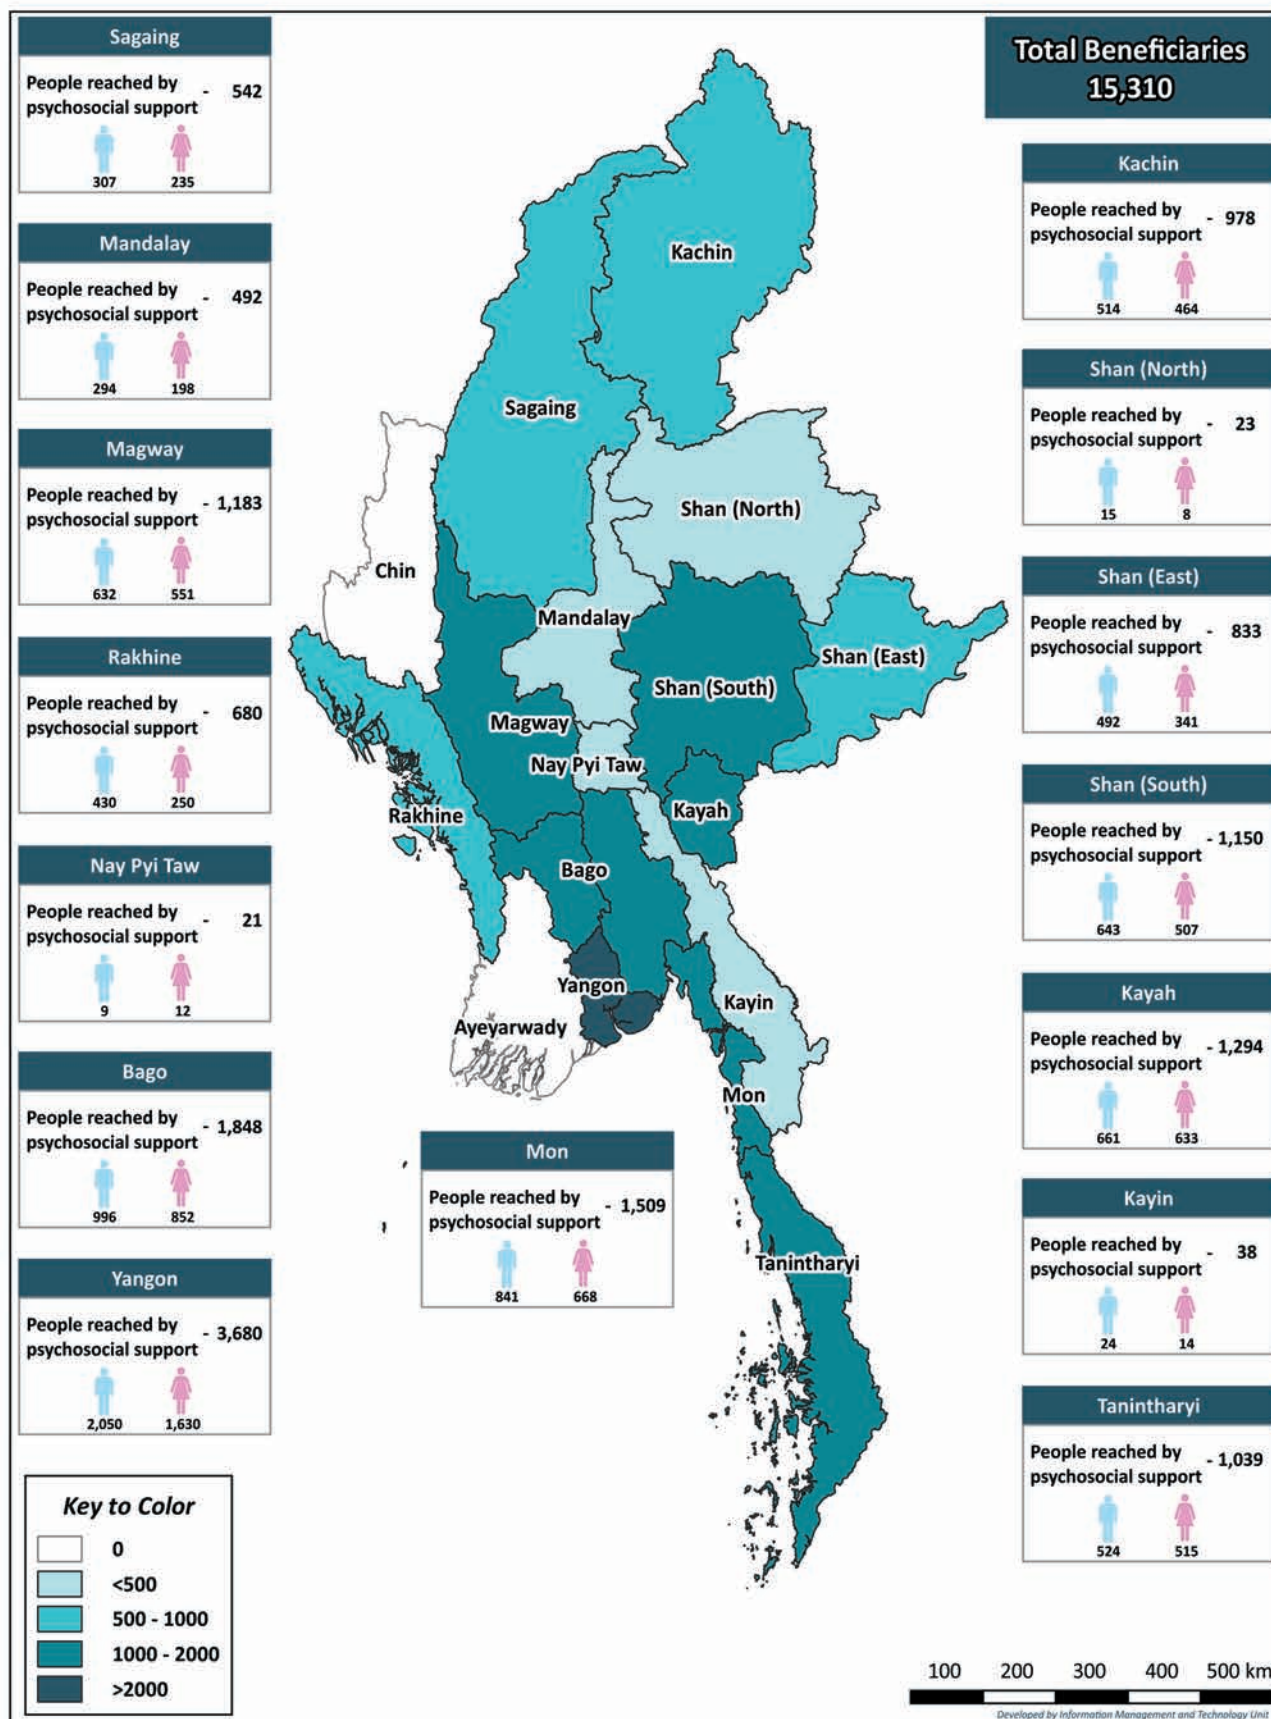 Sagaing
People reached by
psychosocial support - 542
307 235
Mandalay
People reached by
psychosocial support - 492
294 198
Magway
People reached by
psychosocial support - 1,183
632 551
Rakhine
People reached by
psychosocial support - 680
430 250
Nay Pyi Taw
People reached by
psychosocial support - 21
9 12
Bago
People reached by
psychosocial support - 1,848
996 852
Yangon
People reached by
psychosocial support - 3,680
2,050 1,630
Key to Color
0
<500
500 - 1000
1000 - 2000
>2000
Kachin
Sagaing
Shan (North)
Chin
Mandalay
Shan (East)
Shan (South)
Magway
Nay Pyi Taw
Kayah
Rakhine
Bago
Yangon
Kayin
Ayeyarwady
Mon
Tanintharyi
Mon
People reached by
psychosocial support - 1,509
841 668
Total Beneficiaries
15,310
Kachin
People reached by
psychosocial support - 978
514 464
Shan (North)
People reached by
psychosocial support - 23
15 8
Shan (East)
People reached by
psychosocial support - 833
492 341
Shan (South)
People reached by
psychosocial support - 1,150
643 507
Kayah
People reached by
psychosocial support - 1,294
661 633
Kayin
People reached by
psychosocial support - 38
24 14
Tanintharyi
People reached by
psychosocial support - 1,039
524 515
100 200 300 400 500 km
Developed by Information Management and Technology Unit